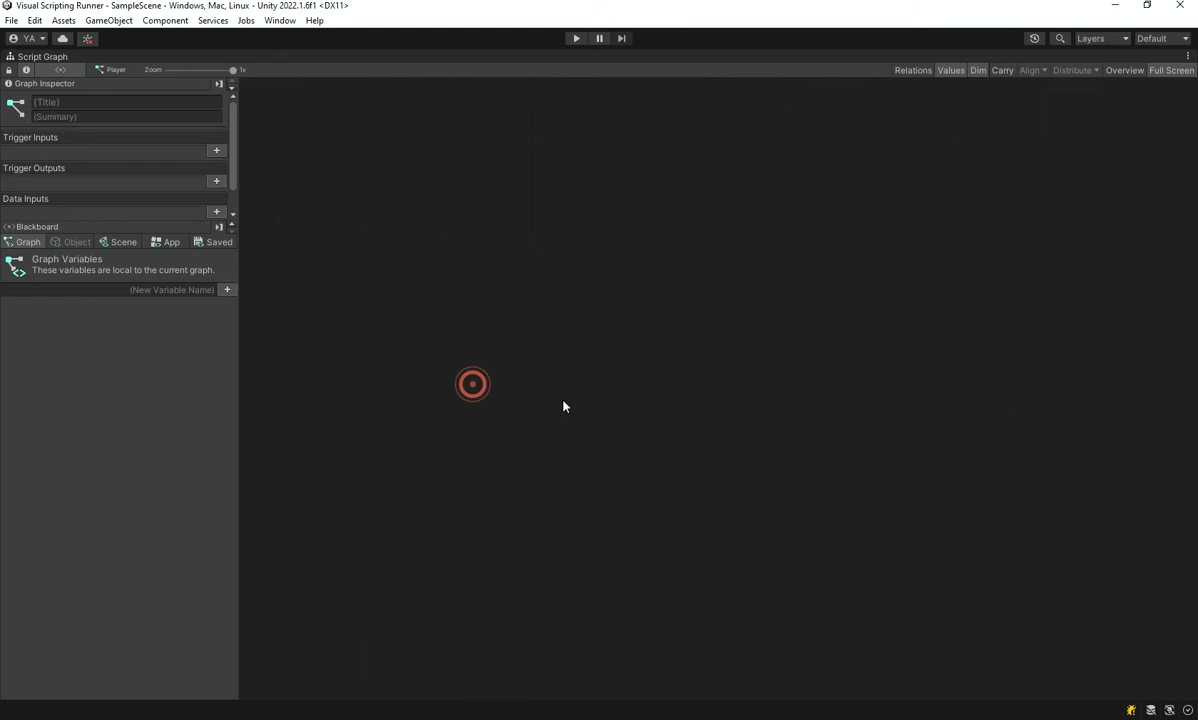 Visual Scripting Runner - SampleScene - Windows, Mac, Linux - Unity 2022.1.6f1 <DX11>
File Edit Assets GameObject Component Services Jobs Window Help
YA Layers Default
Script Graph
Player Zoom 1x Relations Values Dim Carry Align Distribute Overview Full Screen
Graph Inspector
(Title)
(Summary)
Trigger Inputs
+
Trigger Outputs
+
Data Inputs
+
Blackboard
Graph Object Scene App Saved
Graph Variables
These variables are local to the current graph.
(New Variable Name) +